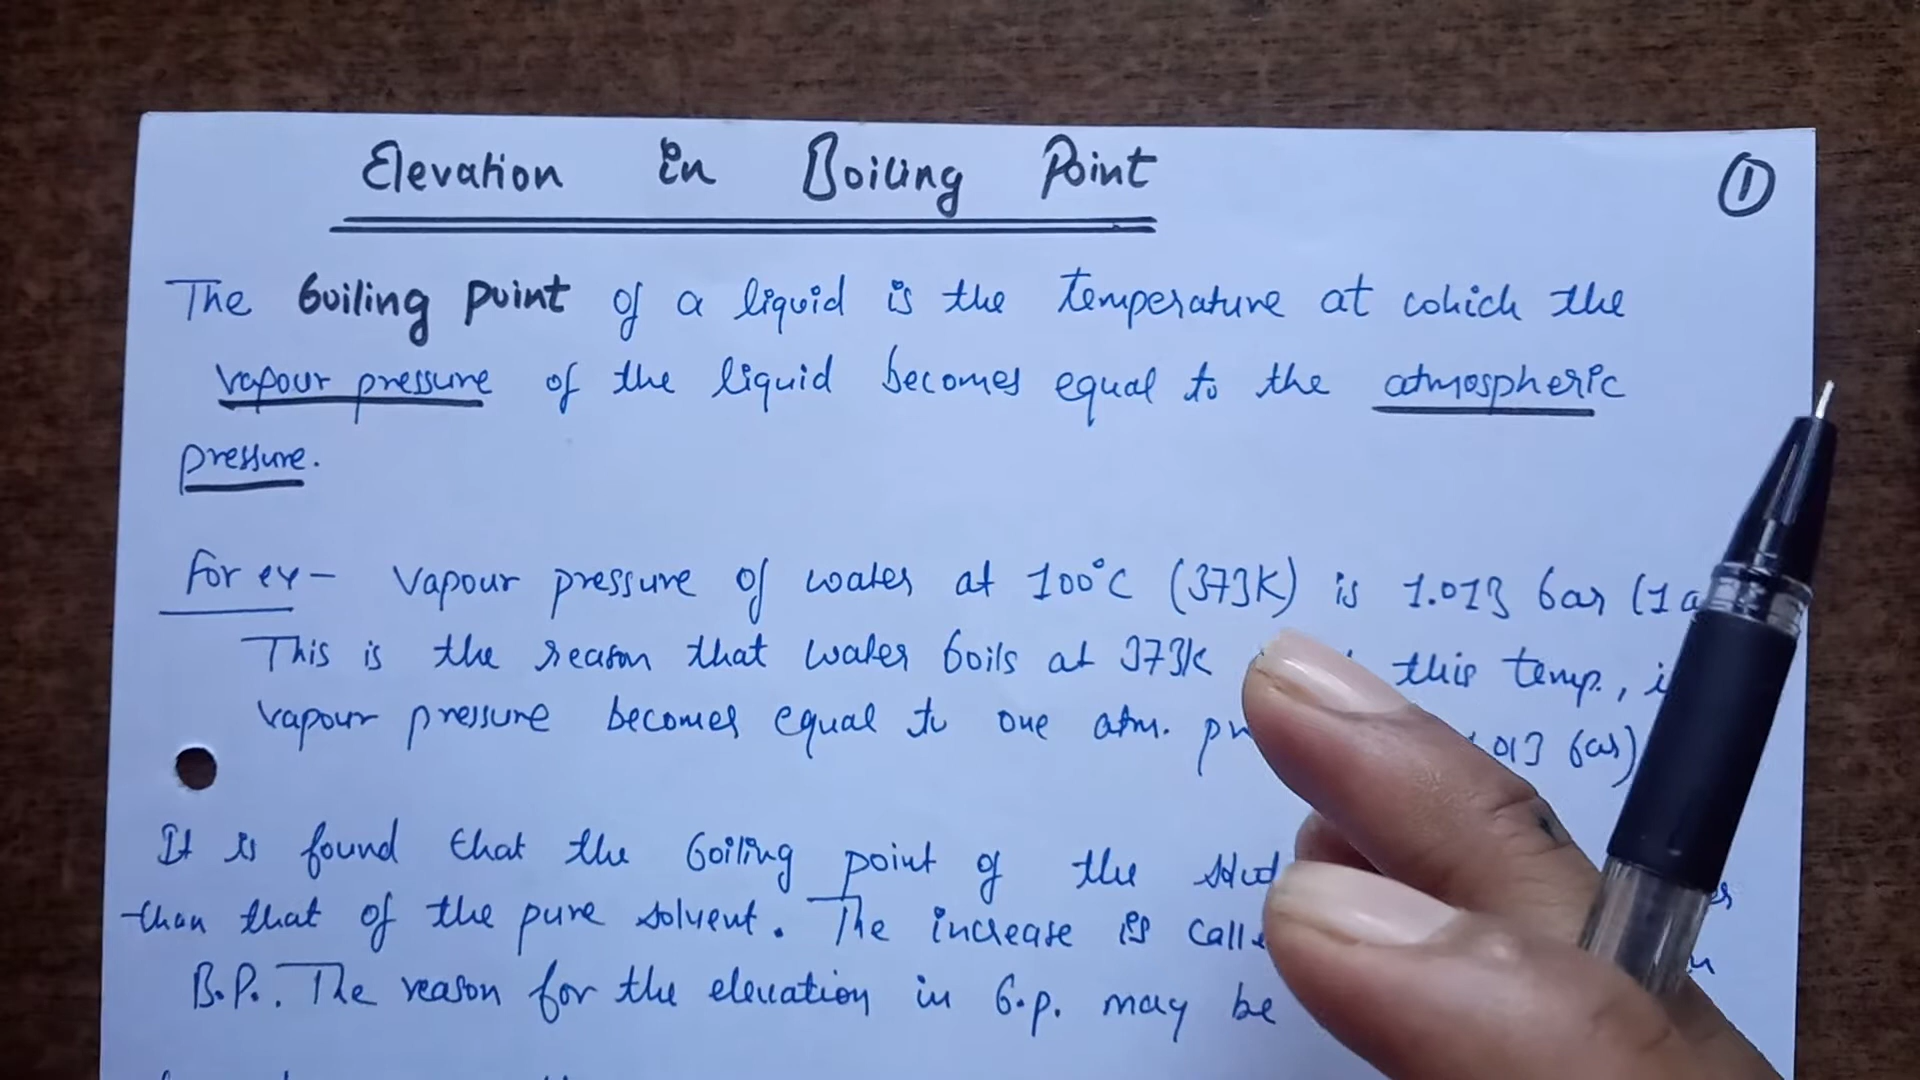 Elevation in Boiling Point
①
The boiling point of a liquid is the temperature at which the
vapour pressure of the liquid becomes equal to the atmospheric
pressure.
For ex- Vapour pressure of water at 100°C (373K) is 1.013 bar (1 a
This is the reason that water boils at 373K this temp.,
vapour pressure becomes equal to one atm. 013 bar)
It is found that the boiling point of the
than that of the pure solvent. The increase is
B.P.. The reason for the elevation in b.p. may be